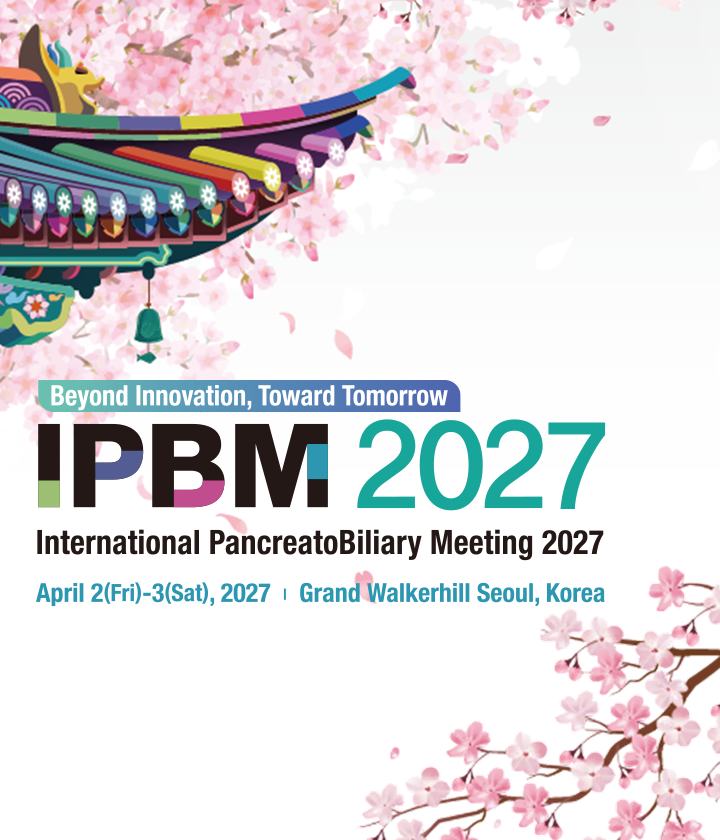 Beyond Innovation, Toward Tomorrow
IPBM 2027
International PancreatoBiliary Meeting 2027
April 2(Fri)-3(Sat), 2027 | Grand Walkerhill Seoul, Korea